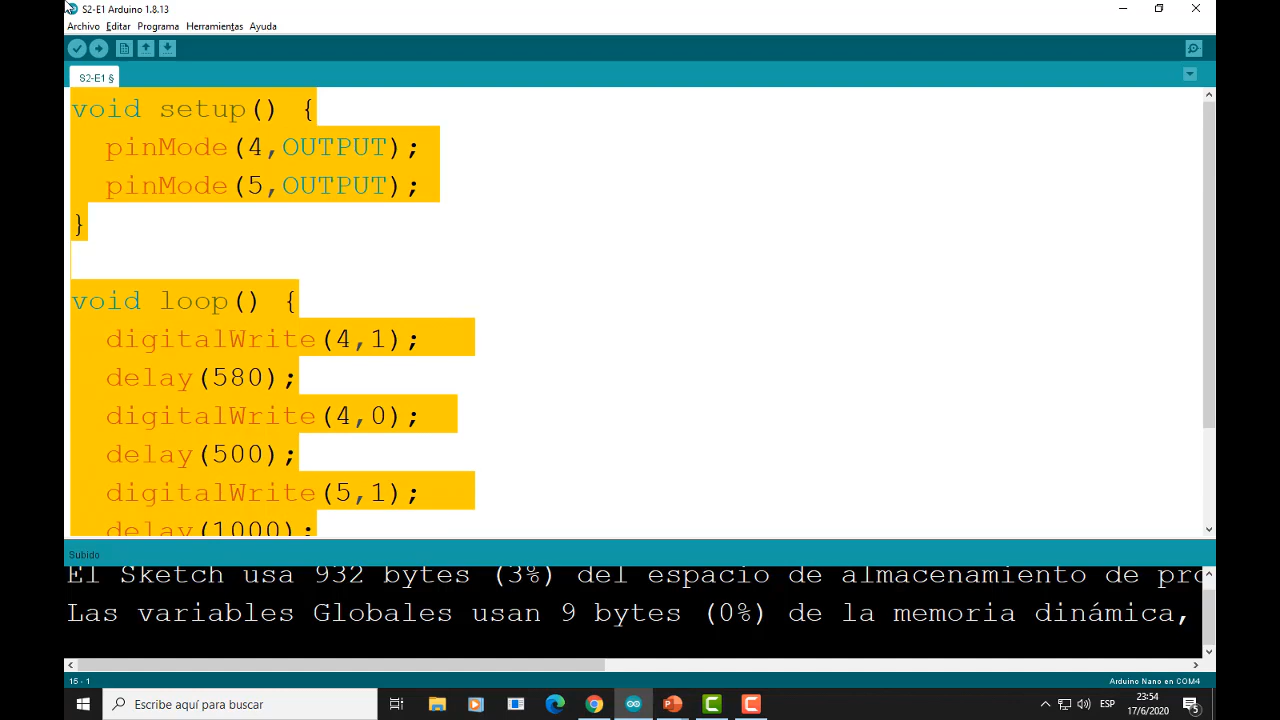 S2-E1 Arduino 1.8.13
Archivo Editar Programa Herramientas Ayuda
S2-E1 §
void setup() {
pinMode(4,OUTPUT);
pinMode(5,OUTPUT);
}
void loop() {
digitalWrite(4,1);
delay(580);
digitalWrite(4,0);
delay(500);
digitalWrite(5,1);
delay(1000);
Subido
El Sketch usa 932 bytes (3%) del espacio de almacenamiento de pro
Las variables Globales usan 9 bytes (0%) de la memoria dinámica,
15 - 1
Arduino Nano en COM4
Escribe aquí para buscar
ESP
23:54
17/6/2020
5